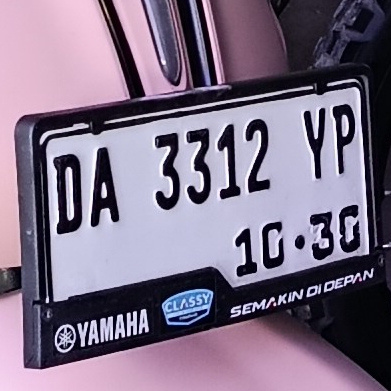 DA 3312 YP
10•30
YAMAHA CLASSY SEMAKIN DI DEPAN